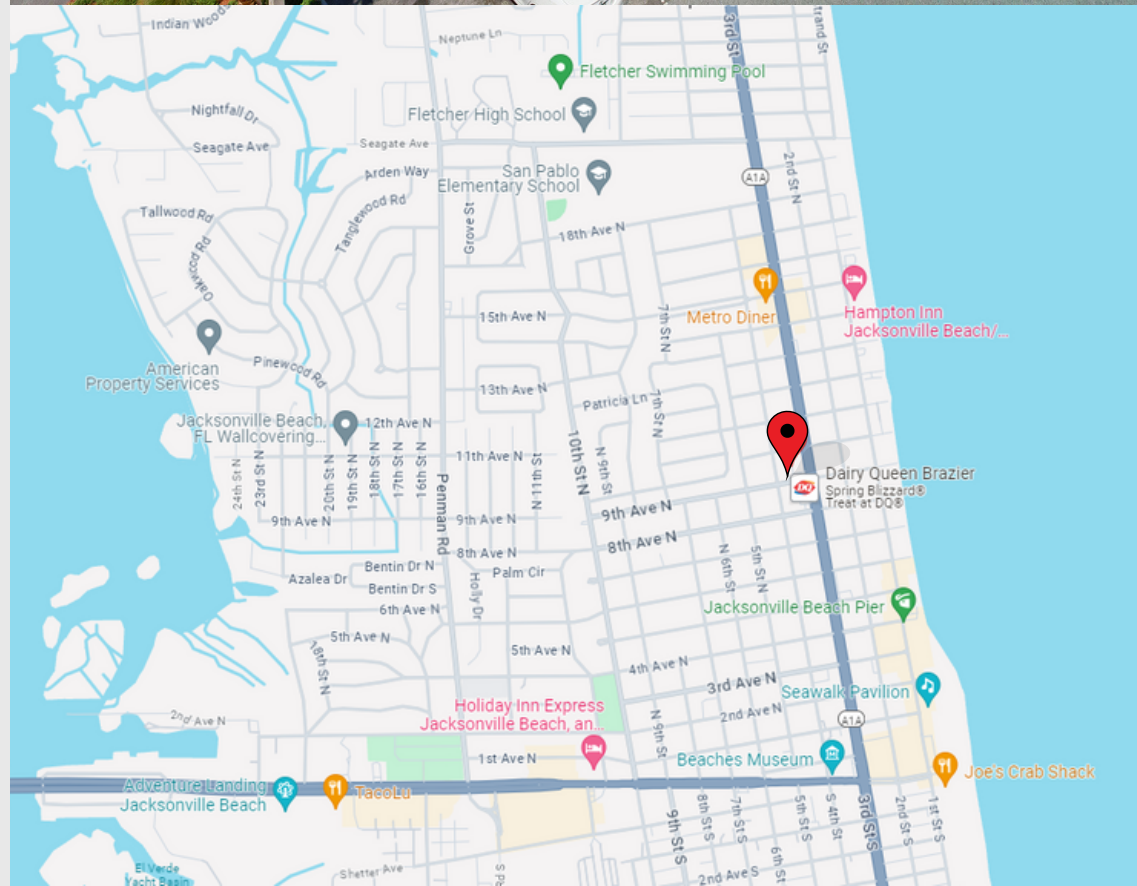 Indian Woods
Neptune Ln
3rd St
trand St
Fletcher Swimming Pool
Fletcher High School
Nightfall Dr
Seagate Ave
Seagate Ave
San Pablo
Elementary School
Arden Way
A1A
2nd St N
Tallwood Rd
Tanglewood Rd
Grove St
18th Ave N
Oakwood Rd
Metro Diner
Hampton Inn
Jacksonville Beach/...
15th Ave N
7th St N
American
Property Services
Pinewood Rd
13th Ave N
Patricia Ln
7th St N
Jacksonville Beach,
FL Wallcovering...
12th Ave N
11th Ave N
24th St N
23rd St N
20th St N
19th St N
18th St N
17th St N
16th St N
Penman Rd
11th St N
10th St N
N 9th St
DQ
Dairy Queen Brazier
Spring Blizzard®
Treat at DQ®
9th Ave N
9th Ave N
9th Ave N
8th Ave N
8th Ave N
Azalea Dr
Bentin Dr N
Bentin Dr S
Palm Cir
Holly Dr
N 6th St
5th St N
6th Ave N
Jacksonville Beach Pier
5th Ave N
5th Ave N
18th St N
4th Ave N
3rd Ave N
Seawalk Pavilion
2nd Ave N
2nd Ave N
Holiday Inn Express
Jacksonville Beach, an...
N 9th St
A1A
1st Ave N
Beaches Museum
Joe's Crab Shack
Adventure Landing
Jacksonville Beach
TacoLu
9th St S
8th St S
7th St S
5th St S
S 4th St
3rd St S
2nd St S
1st St S
6th St
El Verde
Yacht Basin
Shetter Ave
2nd Ave S